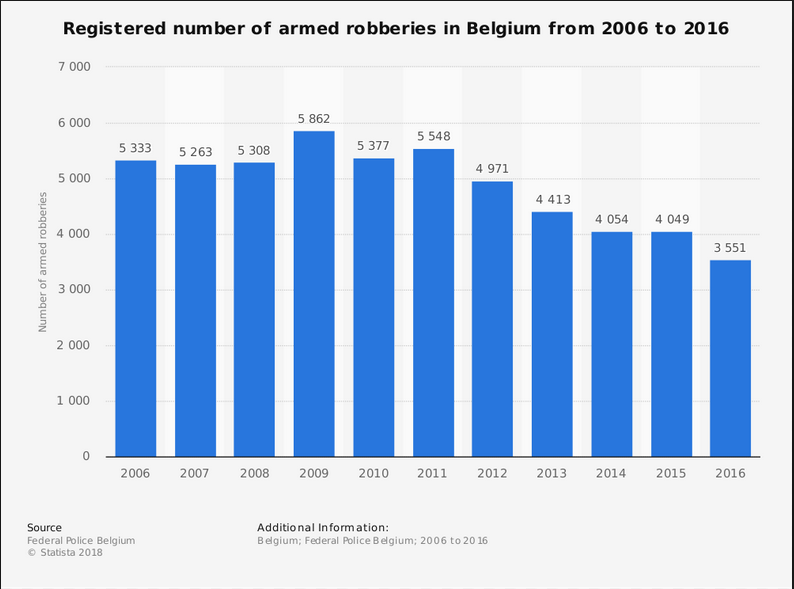 Registered number of armed robberies in Belgium from 2006 to 2016
7 000
6 000
5 000
4 000
3 000
2 000
1 000
0
Number of armed robberies
5 333
5 263
5 308
5 862
5 377
5 548
4 971
4 413
4 054
4 049
3 551
2006 2007 2008 2009 2010 2011 2012 2013 2014 2015 2016
Source
Federal Police Belgium
© Statista 2018
Additional Information:
Belgium; Federal Police Belgium; 2006 to 2016